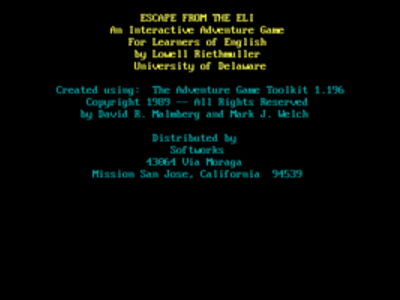 ESCAPE FROM THE ELI
An Interactive Adventure Game
For Learners of English
by Lowell Riethmuller
University of Delaware
Created using: The Adventure Game Toolkit 1.196
Copyright 1989 -- All Rights Reserved
by David R. Malmberg and Mark J. Welch
Distributed by
Softworks
43064 Via Moraga
Mission San Jose, California 94539